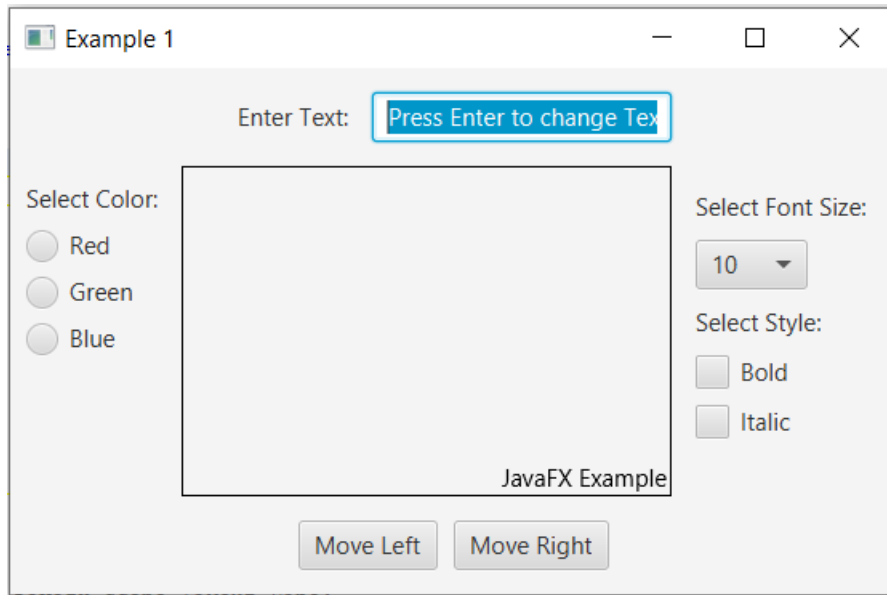 Example 1
Enter Text: Press Enter to change Tex
Select Color:
Red
Green
Blue
Select Font Size:
10
Select Style:
Bold
Italic
JavaFX Example
Move Left Move Right